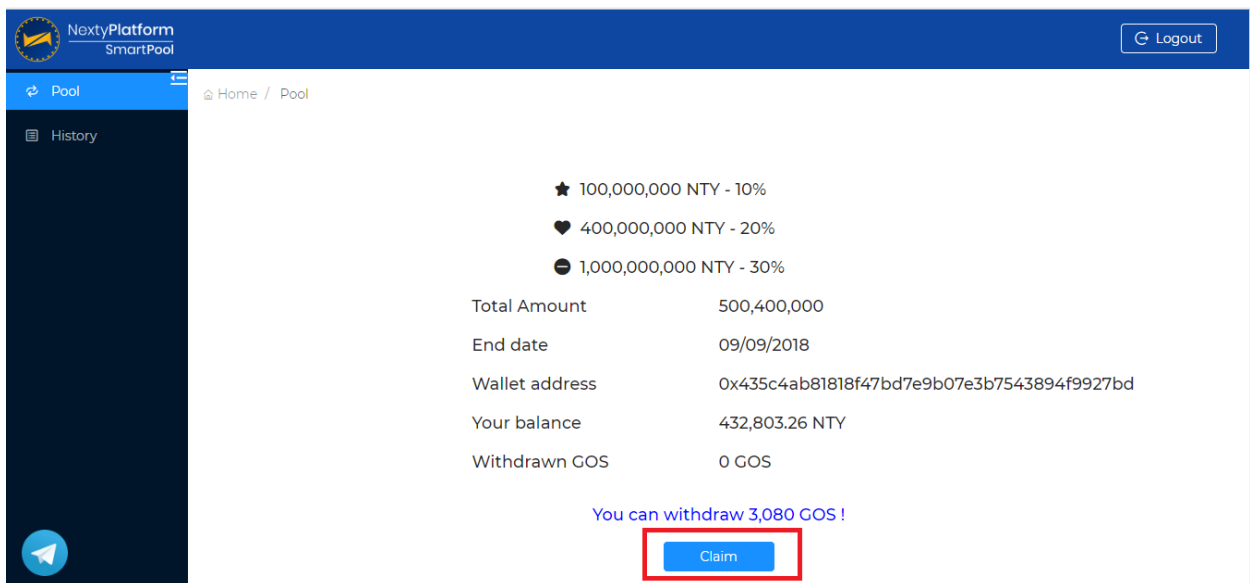 NextyPlatform
SmartPool
Logout
Pool
Home / Pool
History
100,000,000 NTY - 10%
400,000,000 NTY - 20%
1,000,000,000 NTY - 30%
Total Amount 500,400,000
End date 09/09/2018
Wallet address 0x435c4ab81818f47bd7e9b07e3b7543894f9927bd
Your balance 432,803.26 NTY
Withdrawn GOS 0 GOS
You can withdraw 3,080 GOS !
Claim